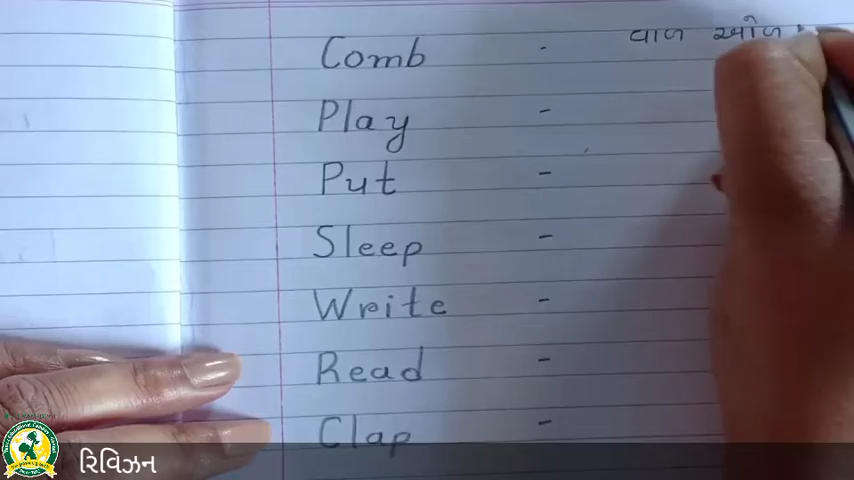 Comb - વાળ ઓળ
Play -
Put -
Sleep -
Write -
Read -
Clap -
રિવિઝન